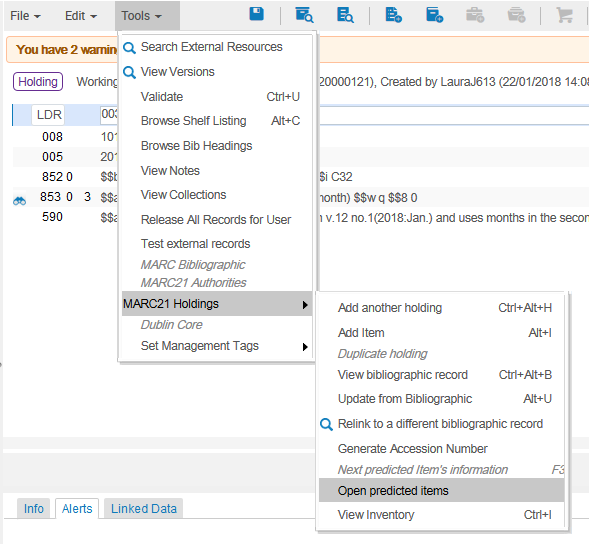 File Edit Tools
You have 2 warnin
Holding Working 20000121), Created by LauraJ613 (22/01/2018 14:08
LDR 003
008 101
005 201
852 0 $$b $i C32
853 0 3 $$a month) $$w q $$8 0
590 $$a n v.12 no.1(2018:Jan.) and uses months in the secon
Search External Resources
View Versions
Validate Ctrl+U
Browse Shelf Listing Alt+C
Browse Bib Headings
View Notes
View Collections
Release All Records for User
Test external records
MARC Bibliographic
MARC21 Authorities
MARC21 Holdings
Dublin Core
Set Management Tags
Add another holding Ctrl+Alt+H
Add Item Alt+I
Duplicate holding
View bibliographic record Ctrl+Alt+B
Update from Bibliographic Alt+U
Relink to a different bibliographic record
Generate Accession Number
Next predicted Item's information F3
Open predicted items
View Inventory Ctrl+I
Info Alerts Linked Data